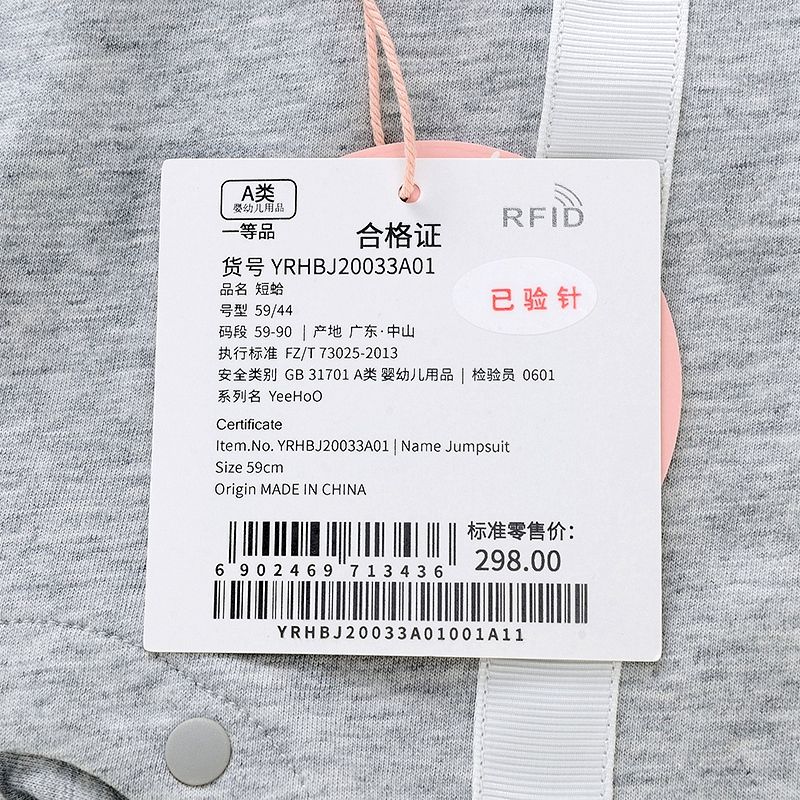 A类
婴幼儿用品
一等品
合格证
RFID
货号 YRHBJ20033A01
已验针
品名 短蛤
号型 59/44
码段 59-90 | 产地 广东·中山
执行标准 FZ/T 73025-2013
安全类别 GB 31701 A类 婴幼儿用品 | 检验员 0601
系列名 YeeHoO
Certificate
Item.No. YRHBJ20033A01 | Name Jumpsuit
Size 59cm
Origin MADE IN CHINA
标准零售价:
298.00
6 902469 713436
YRHBJ20033A01001A11